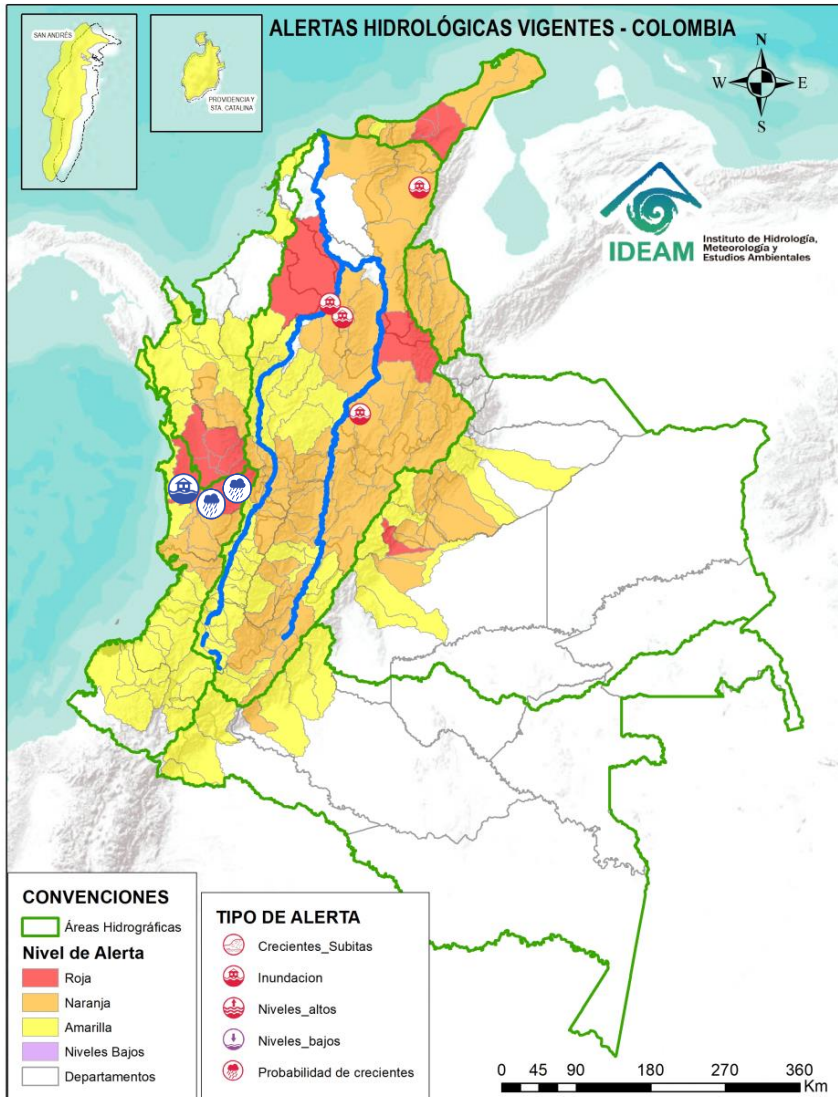 ALERTAS HIDROLÓGICAS VIGENTES - COLOMBIA
SAN ANDRÉS
PROVIDENCIA Y
STA. CATALINA
N
W
E
S
IDEAM
Instituto de Hidrología,
Meteorología y
Estudios Ambientales
CONVENCIONES
Áreas Hidrográficas
Nivel de Alerta
Roja
Naranja
Amarilla
Niveles Bajos
Departamentos
TIPO DE ALERTA
Crecientes_Subitas
Inundacion
Niveles_altos
Niveles_bajos
Probabilidad de crecientes
0 45 90 180 270 360
Km